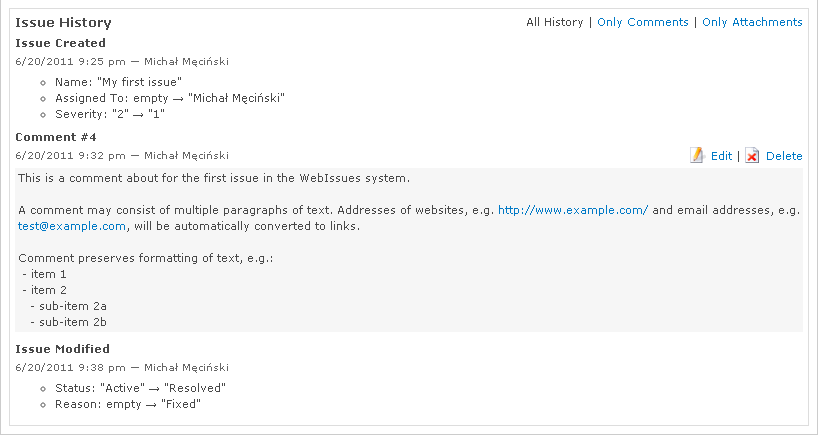 Issue History
All History | Only Comments | Only Attachments
Issue Created
6/20/2011 9:25 pm — Michał Męciński
Name: "My first issue"
Assigned To: empty → "Michał Męciński"
Severity: "2" → "1"
Comment #4
6/20/2011 9:32 pm — Michał Męciński
Edit | Delete
This is a comment about for the first issue in the WebIssues system.
A comment may consist of multiple paragraphs of text. Addresses of websites, e.g. http://www.example.com/ and email addresses, e.g.
test@example.com, will be automatically converted to links.
Comment preserves formatting of text, e.g.:
- item 1
- item 2
- sub-item 2a
- sub-item 2b
Issue Modified
6/20/2011 9:38 pm — Michał Męciński
Status: "Active" → "Resolved"
Reason: empty → "Fixed"